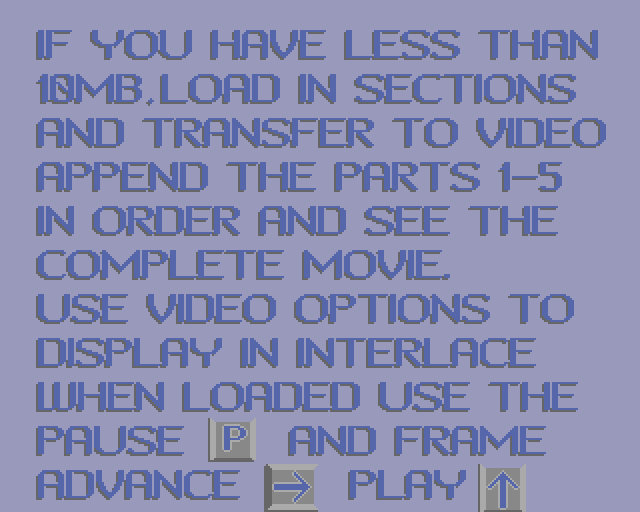 IF YOU HAVE LESS THAN
10MB,LOAD IN SECTIONS
AND TRANSFER TO VIDEO
APPEND THE PARTS 1-5
IN ORDER AND SEE THE
COMPLETE MOVIE.
USE VIDEO OPTIONS TO
DISPLAY IN INTERLACE
WHEN LOADED USE THE
PAUSE P AND FRAME
ADVANCE → PLAY ↑